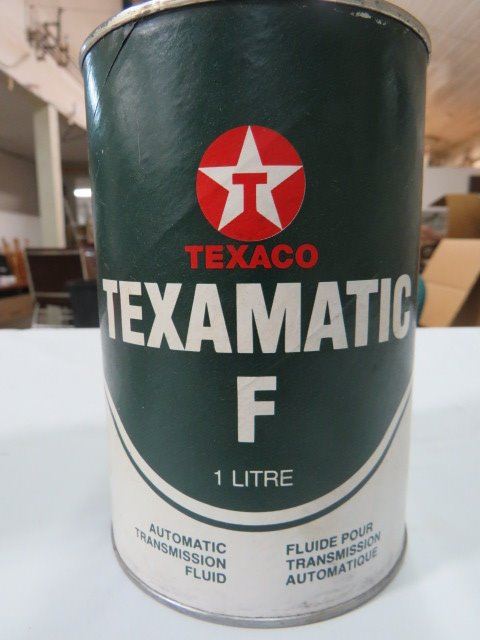 T
TEXACO
TEXAMATIC
F
1 LITRE
AUTOMATIC
TRANSMISSION
FLUID
FLUIDE POUR
TRANSMISSION
AUTOMATIQUE